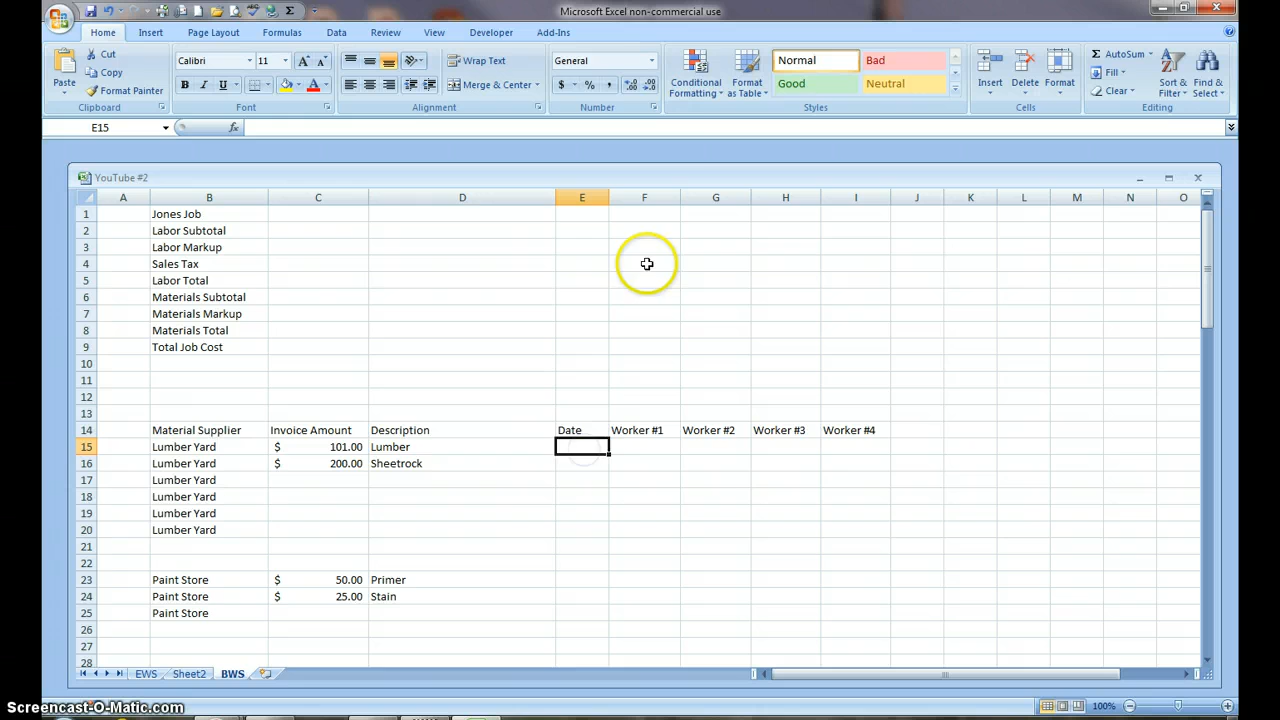 Microsoft Excel non-commercial use
Home Insert Page Layout Formulas Data Review View Developer Add-Ins
Paste Cut Copy Format Painter Clipboard
Calibri 11 A A B I U A Font
Wrap Text Merge & Center Alignment
General $ % , Number
Conditional Formatting Format as Table Normal Bad Good Neutral Styles
Insert Delete Format Cells
Σ AutoSum Fill Clear Sort & Filter Find & Select Editing
E15 fx
YouTube #2
A B C D E F G H I J K L M N O
1 Jones Job
2 Labor Subtotal
3 Labor Markup
4 Sales Tax
5 Labor Total
6 Materials Subtotal
7 Materials Markup
8 Materials Total
9 Total Job Cost
10
11
12
13
14 Material Supplier Invoice Amount Description Date Worker #1 Worker #2 Worker #3 Worker #4
15 Lumber Yard $ 101.00 Lumber
16 Lumber Yard $ 200.00 Sheetrock
17 Lumber Yard
18 Lumber Yard
19 Lumber Yard
20 Lumber Yard
21
22
23 Paint Store $ 50.00 Primer
24 Paint Store $ 25.00 Stain
25 Paint Store
26
27
28
EWS Sheet2 BWS
100%
Screencast-O-Matic.com